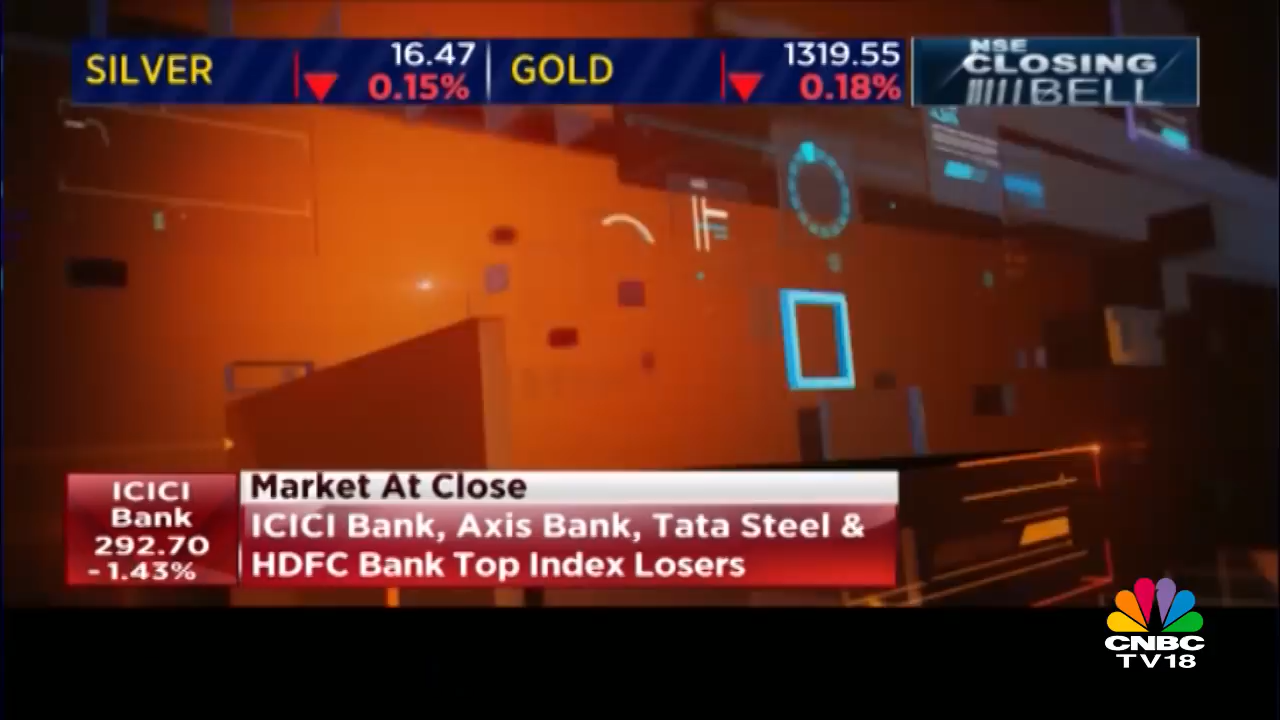 SILVER
16.47
0.15%
GOLD
1319.55
0.18%
NSE
CLOSING
BELL
ICICI
Bank
292.70
-1.43%
Market At Close
ICICI Bank, Axis Bank, Tata Steel &
HDFC Bank Top Index Losers
CNBC
TV18